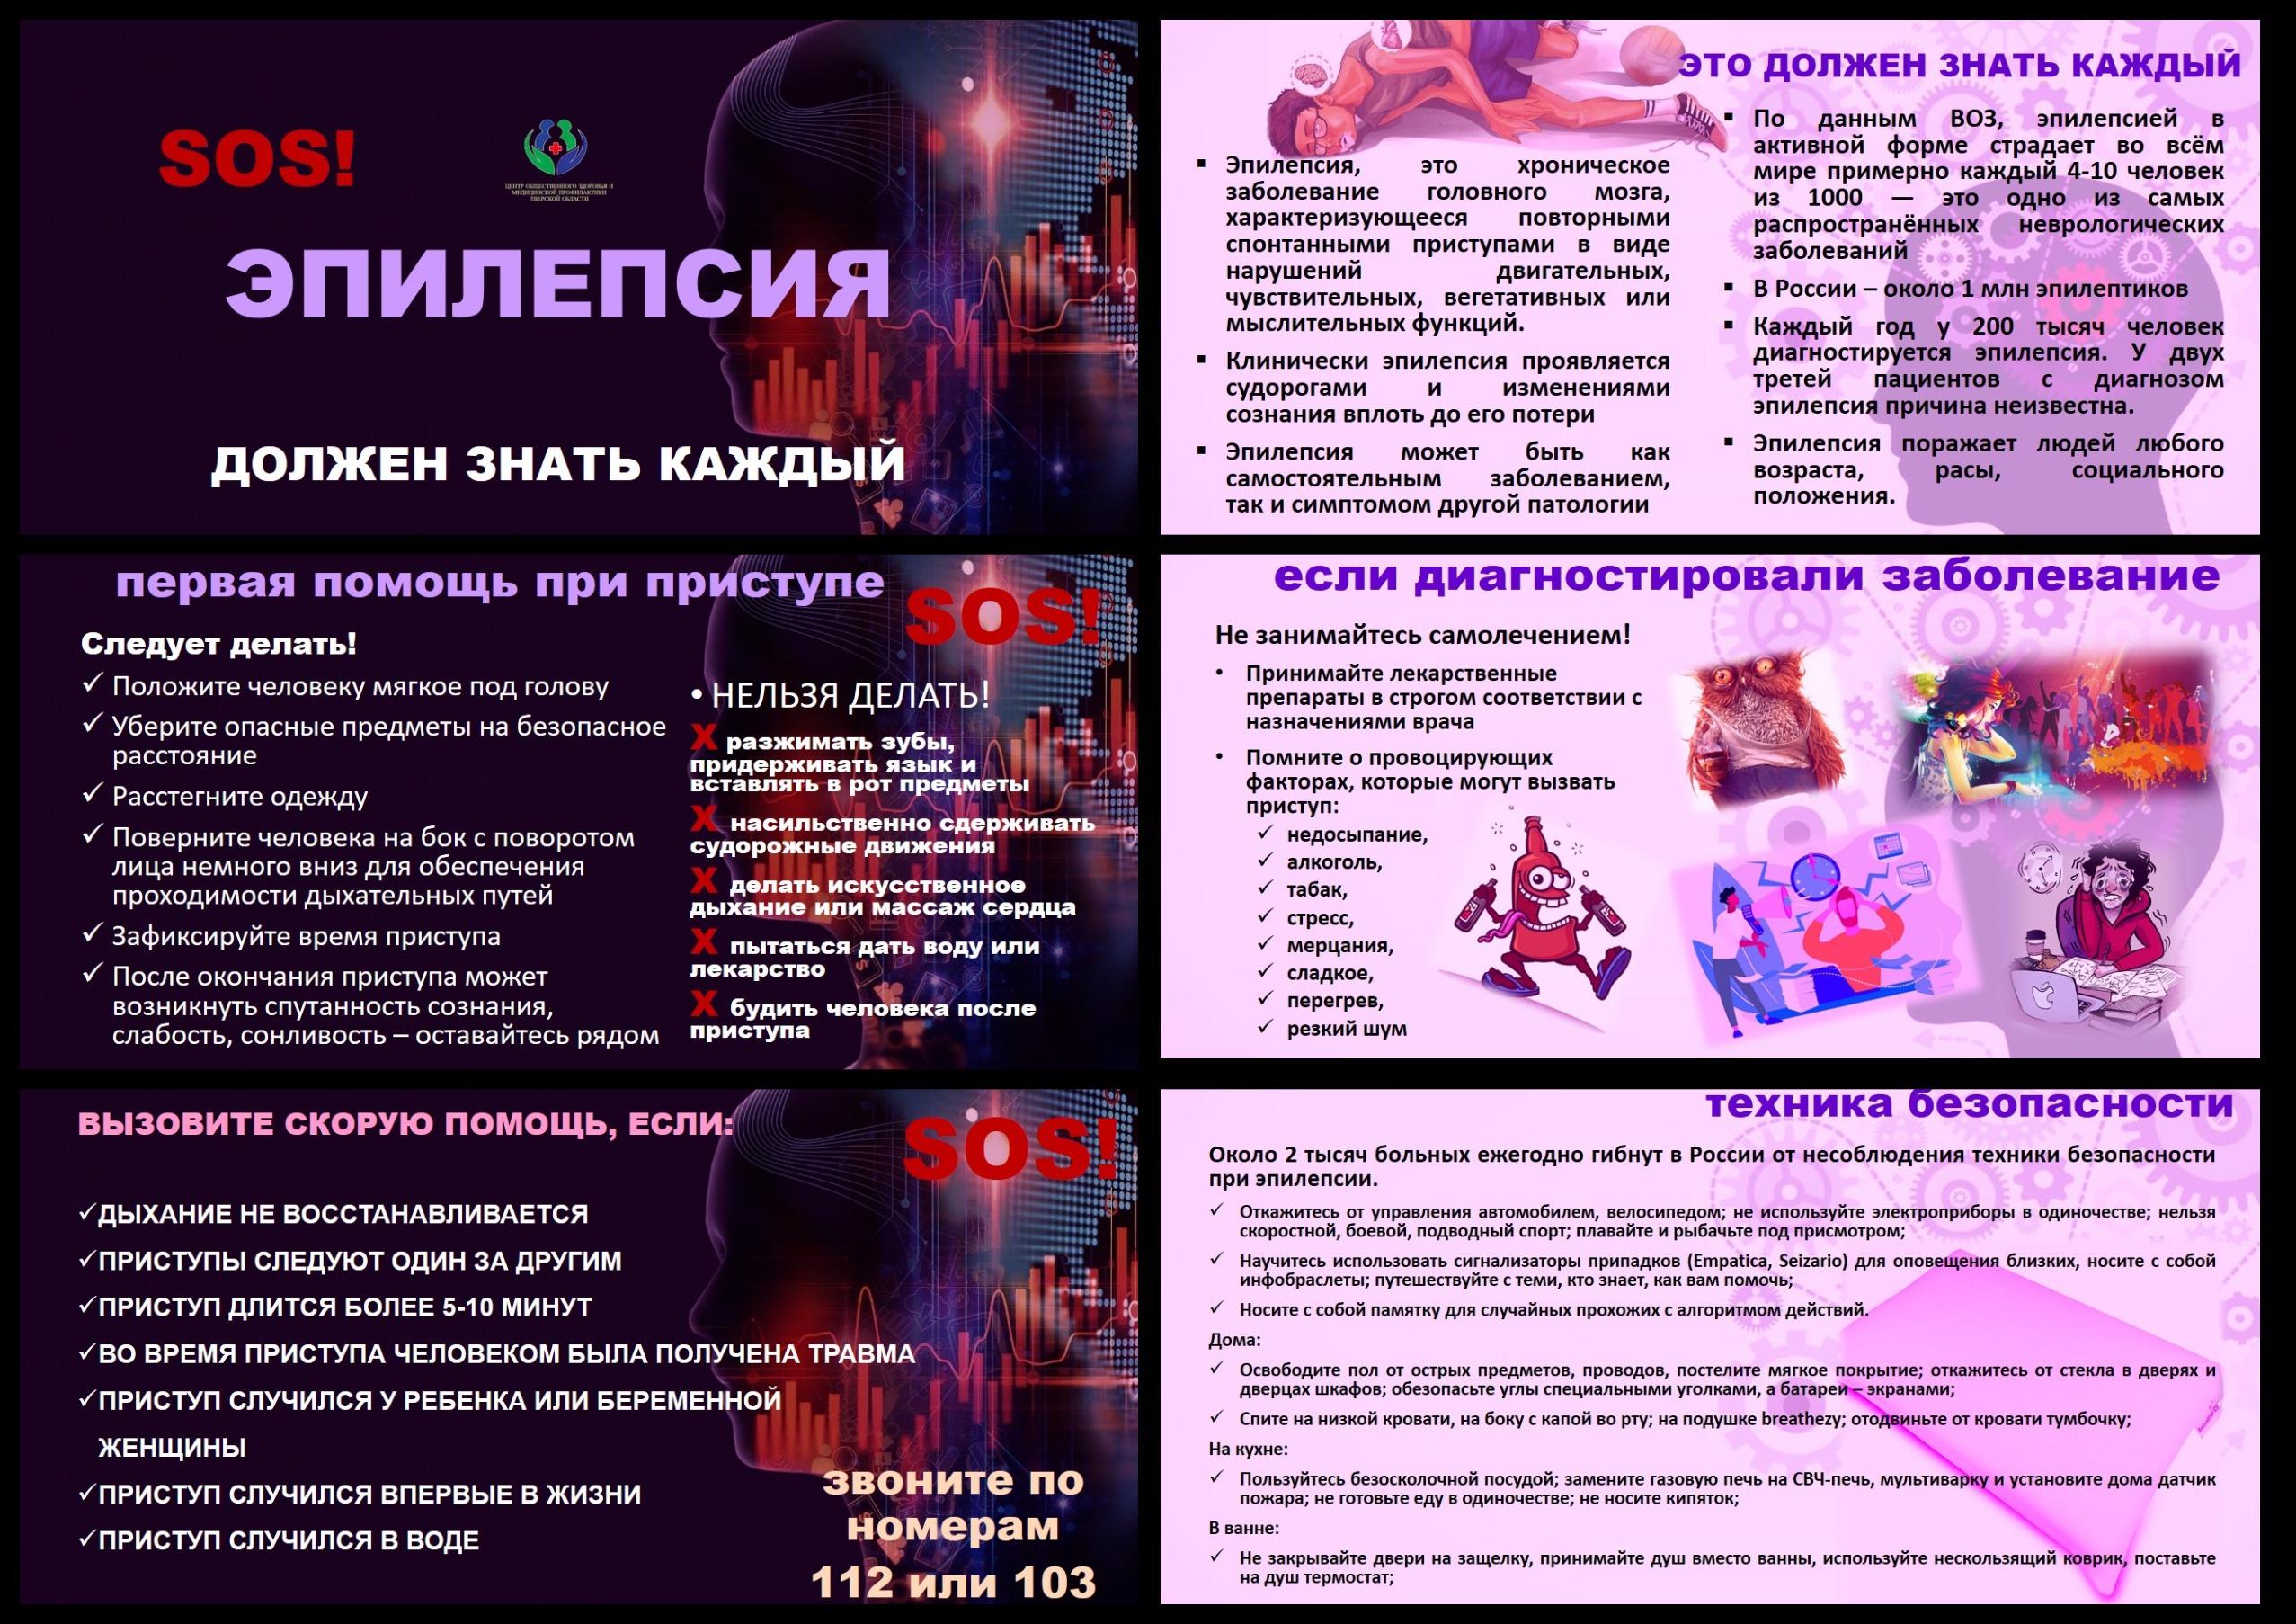 SOS!
ЦЕНТР ОБЩЕСТВЕННОГО ЗДОРОВЬЯ И
МЕДИЦИНСКОЙ ПРОФИЛАКТИКИ
ТВЕРСКОЙ ОБЛАСТИ
ЭПИЛЕПСИЯ
ДОЛЖЕН ЗНАТЬ КАЖДЫЙ
ЭТО ДОЛЖЕН ЗНАТЬ КАЖДЫЙ
▪ Эпилепсия, это хроническое
заболевание головного мозга,
характеризующееся повторными
спонтанными приступами в виде
нарушений двигательных,
чувствительных, вегетативных или
мыслительных функций.
▪ Клинически эпилепсия проявляется
судорогами и изменениями
сознания вплоть до его потери
▪ Эпилепсия может быть как
самостоятельным заболеванием,
так и симптомом другой патологии
▪ По данным ВОЗ, эпилепсией в
активной форме страдает во всём
мире примерно каждый 4-10 человек
из 1000 — это одно из самых
распространённых неврологических
заболеваний
▪ В России – около 1 млн эпилептиков
▪ Каждый год у 200 тысяч человек
диагностируется эпилепсия. У двух
третей пациентов с диагнозом
эпилепсия причина неизвестна.
▪ Эпилепсия поражает людей любого
возраста, расы, социального
положения.
первая помощь при приступе
SOS!
Следует делать!
✓ Положите человеку мягкое под голову
✓ Уберите опасные предметы на безопасное
расстояние
✓ Расстегните одежду
✓ Поверните человека на бок с поворотом
лица немного вниз для обеспечения
проходимости дыхательных путей
✓ Зафиксируйте время приступа
✓ После окончания приступа может
возникнуть спутанность сознания,
слабость, сонливость – оставайтесь рядом
• НЕЛЬЗЯ ДЕЛАТЬ!
X разжимать зубы,
придерживать язык и
вставлять в рот предметы
X насильственно сдерживать
судорожные движения
X делать искусственное
дыхание или массаж сердца
X пытаться дать воду или
лекарство
X будить человека после
приступа
если диагностировали заболевание
Не занимайтесь самолечением!
• Принимайте лекарственные
препараты в строгом соответствии с
назначениями врача
• Помните о провоцирующих
факторах, которые могут вызвать
приступ:
✓ недосыпание,
✓ алкоголь,
✓ табак,
✓ стресс,
✓ мерцания,
✓ сладкое,
✓ перегрев,
✓ резкий шум
ВЫЗОВИТЕ СКОРУЮ ПОМОЩЬ, ЕСЛИ:
SOS!
✓ДЫХАНИЕ НЕ ВОССТАНАВЛИВАЕТСЯ
✓ПРИСТУПЫ СЛЕДУЮТ ОДИН ЗА ДРУГИМ
✓ПРИСТУП ДЛИТСЯ БОЛЕЕ 5-10 МИНУТ
✓ВО ВРЕМЯ ПРИСТУПА ЧЕЛОВЕКОМ БЫЛА ПОЛУЧЕНА ТРАВМА
✓ПРИСТУП СЛУЧИЛСЯ У РЕБЕНКА ИЛИ БЕРЕМЕННОЙ
ЖЕНЩИНЫ
✓ПРИСТУП СЛУЧИЛСЯ ВПЕРВЫЕ В ЖИЗНИ
✓ПРИСТУП СЛУЧИЛСЯ В ВОДЕ
звоните по
номерам
112 или 103
техника безопасности
Около 2 тысяч больных ежегодно гибнут в России от несоблюдения техники безопасности
при эпилепсии.
✓ Откажитесь от управления автомобилем, велосипедом; не используйте электроприборы в одиночестве; нельзя
скоростной, боевой, подводный спорт; плавайте и рыбачьте под присмотром;
✓ Научитесь использовать сигнализаторы припадков (Empatica, Seizario) для оповещения близких, носите с собой
инфобраслеты; путешествуйте с теми, кто знает, как вам помочь;
✓ Носите с собой памятку для случайных прохожих с алгоритмом действий.
Дома:
✓ Освободите пол от острых предметов, проводов, постелите мягкое покрытие; откажитесь от стекла в дверях и
дверцах шкафов; обезопасьте углы специальными уголками, а батареи – экранами;
✓ Спите на низкой кровати, на боку с капой во рту; на подушке breathezy; отодвиньте от кровати тумбочку;
На кухне:
✓ Пользуйтесь безосколочной посудой; замените газовую печь на СВЧ-печь, мультиварку и установите дома датчик
пожара; не готовьте еду в одиночестве; не носите кипяток;
В ванне:
✓ Не закрывайте двери на защелку, принимайте душ вместо ванны, используйте нескользящий коврик, поставьте
на душ термостат;